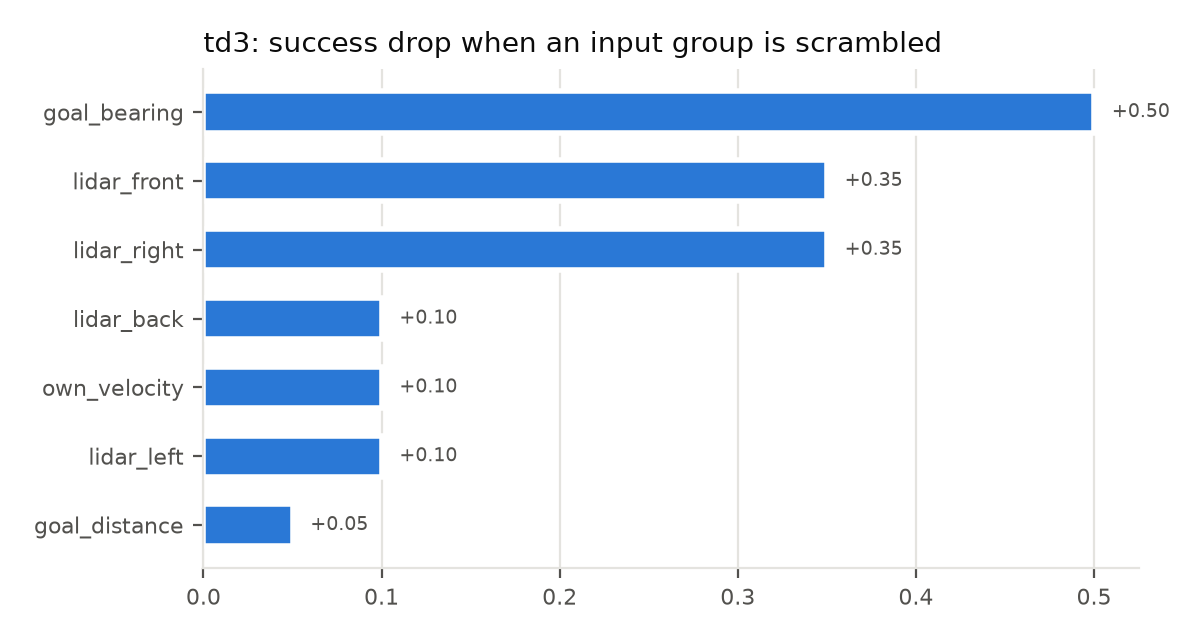 td3: success drop when an input group is scrambled
goal_bearing +0.50
lidar_front +0.35
lidar_right +0.35
lidar_back +0.10
own_velocity +0.10
lidar_left +0.10
goal_distance +0.05
0.0 0.1 0.2 0.3 0.4 0.5